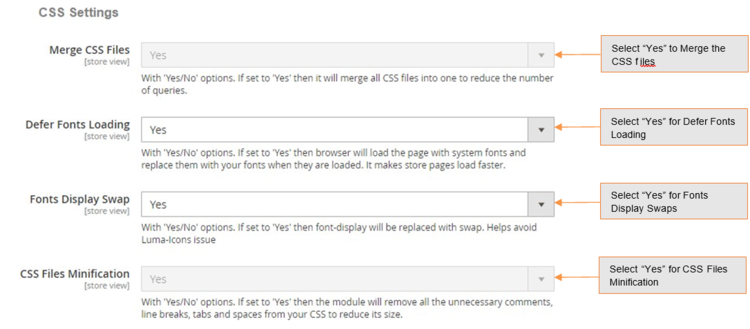 CSS Settings
Merge CSS Files
[store view]
Yes
Select “Yes” to Merge the
CSS files
With 'Yes/No' options. If set to 'Yes' then it will merge all CSS files into one to reduce the number
of queries.
Defer Fonts Loading
[store view]
Yes
Select “Yes” for Defer Fonts
Loading
With 'Yes/No' options. If set to 'Yes' then browser will load the page with system fonts and
replace them with your fonts when they are loaded. It makes store pages load faster.
Fonts Display Swap
[store view]
Yes
Select “Yes” for Fonts
Display Swaps
With 'Yes/No' options. If set to 'Yes' then font-display will be replaced with swap. Helps avoid
Luma-Icons issue
CSS Files Minification
[store view]
Yes
Select “Yes” for CSS Files
Minification
With 'Yes/No' options. If set to 'Yes' then the module will remove all the unnecessary comments,
line breaks, tabs and spaces from your CSS to reduce its size.